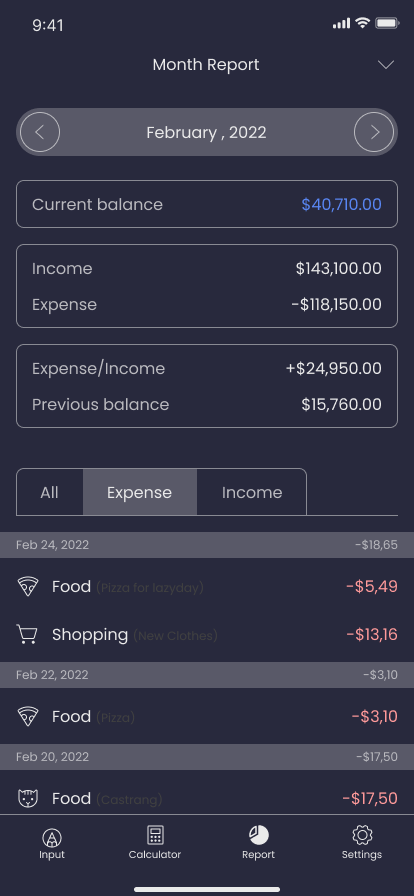 9:41
Month Report
February , 2022
Current balance $40,710.00
Income $143,100.00
Expense -$118,150.00
Expense/Income +$24,950.00
Previous balance $15,760.00
All Expense Income
Feb 24, 2022 -$18,65
Food (Pizza for lazyday) -$5,49
Shopping (New Clothes) -$13,16
Feb 22, 2022 -$3,10
Food (Pizza) -$3,10
Feb 20, 2022 -$17,50
Food (Castrang) -$17,50
Input Calculator Report Settings